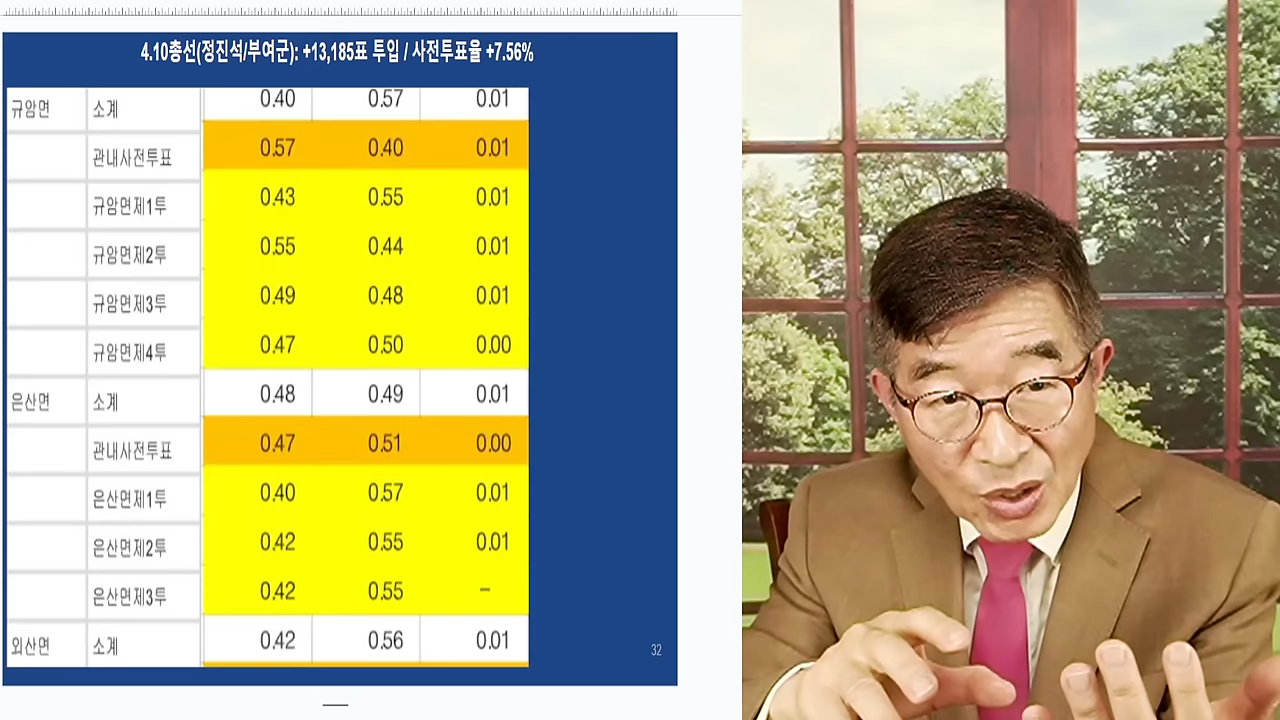 4.10총선(정진석/부여군): +13,185표 투입 / 사전투표율 +7.56%
규암면 소계 0.40 0.57 0.01
관내사전투표 0.57 0.40 0.01
규암면제1투 0.43 0.55 0.01
규암면제2투 0.55 0.44 0.01
규암면제3투 0.49 0.48 0.01
규암면제4투 0.47 0.50 0.00
은산면 소계 0.48 0.49 0.01
관내사전투표 0.47 0.51 0.00
은산면제1투 0.40 0.57 0.01
은산면제2투 0.42 0.55 0.01
은산면제3투 0.42 0.55 –
외산면 소계 0.42 0.56 0.01
32